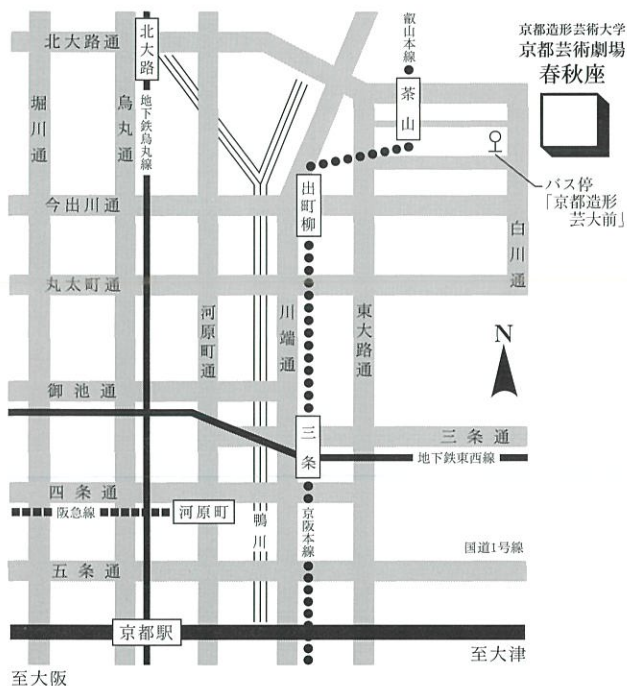 京都造形芸術大学
京都芸術劇場
春秋座
北大路通
北大路
叡山本線
茶山
堀川通
烏丸通
地下鉄烏丸線
バス停
「京都造形
芸大前」
出町柳
今出川通
白川通
丸太町通
河原町通
川端通
東大路通
N
御池通
三条
三条通
地下鉄東西線
四条通
阪急線
河原町
鴨川
京阪本線
国道1号線
五条通
京都駅
至大津
至大阪